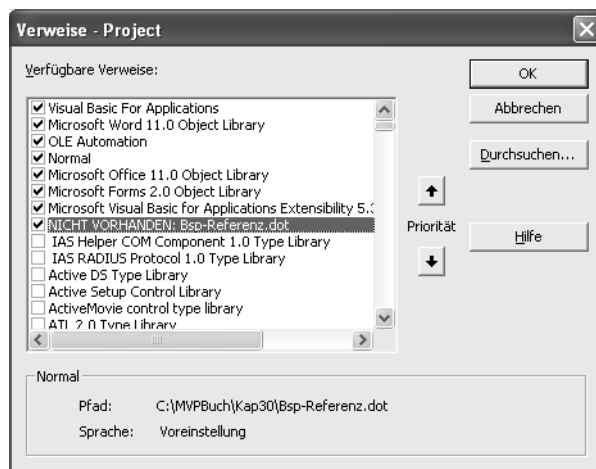 Verweise - Project
Verfügbare Verweise:
Visual Basic For Applications
Microsoft Word 11.0 Object Library
OLE Automation
Normal
Microsoft Office 11.0 Object Library
Microsoft Forms 2.0 Object Library
Microsoft Visual Basic for Applications Extensibility 5.3
NICHT VORHANDEN: Bsp-Referenz.dot
IAS Helper COM Component 1.0 Type Library
IAS RADIUS Protocol 1.0 Type Library
Active DS Type Library
Active Setup Control Library
ActiveMovie control type library
ATL 2.0 Type Library
OK
Abbrechen
Durchsuchen...
Priorität
Hilfe
Normal
Pfad: C:\MVPBuch\Kap30\Bsp-Referenz.dot
Sprache: Voreinstellung